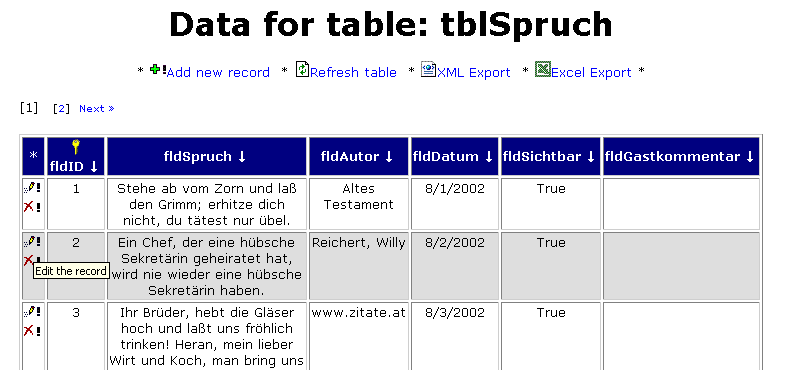 Data for table: tblSpruch
* Add new record * Refresh table * XML Export * Excel Export *
[1] [2] Next »
* fldID ↓ fldSpruch ↓ fldAutor ↓ fldDatum ↓ fldSichtbar ↓ fldGastkommentar ↓
1 Stehe ab vom Zorn und laß Altes 8/1/2002 True
den Grimm; erhitze dich Testament
nicht, du tätest nur übel.
2 Ein Chef, der eine hübsche Reichert, Willy 8/2/2002 True
Sekretärin geheiratet hat,
Edit the record
wird nie wieder eine hübsche
Sekretärin haben.
3 Ihr Brüder, hebt die Gläser www.zitate.at 8/3/2002 True
hoch und laßt uns fröhlich
trinken! Heran, mein lieber
Wirt und Koch, man bring uns